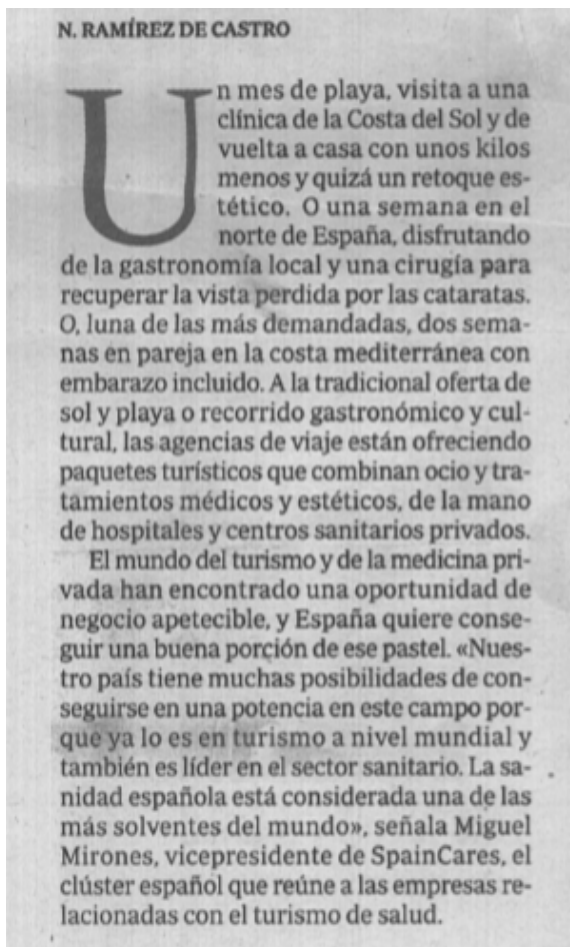 N. RAMÍREZ DE CASTRO
Un mes de playa, visita a una
clínica de la Costa del Sol y de
vuelta a casa con unos kilos
menos y quizá un retoque es-
tético. O una semana en el
norte de España, disfrutando
de la gastronomía local y una cirugía para
recuperar la vista perdida por las cataratas.
O, luna de las más demandadas, dos sema-
nas en pareja en la costa mediterránea con
embarazo incluido. A la tradicional oferta de
sol y playa o recorrido gastronómico y cul-
tural, las agencias de viaje están ofreciendo
paquetes turísticos que combinan ocio y tra-
tamientos médicos y estéticos, de la mano
de hospitales y centros sanitarios privados.
El mundo del turismo y de la medicina pri-
vada han encontrado una oportunidad de
negocio apetecible, y España quiere conse-
guir una buena porción de ese pastel. «Nues-
tro país tiene muchas posibilidades de con-
seguirse en una potencia en este campo por-
que ya lo es en turismo a nivel mundial y
también es líder en el sector sanitario. La sa-
nidad española está considerada una de las
más solventes del mundo», señala Miguel
Mirones, vicepresidente de SpainCares, el
clúster español que reúne a las empresas re-
lacionadas con el turismo de salud.